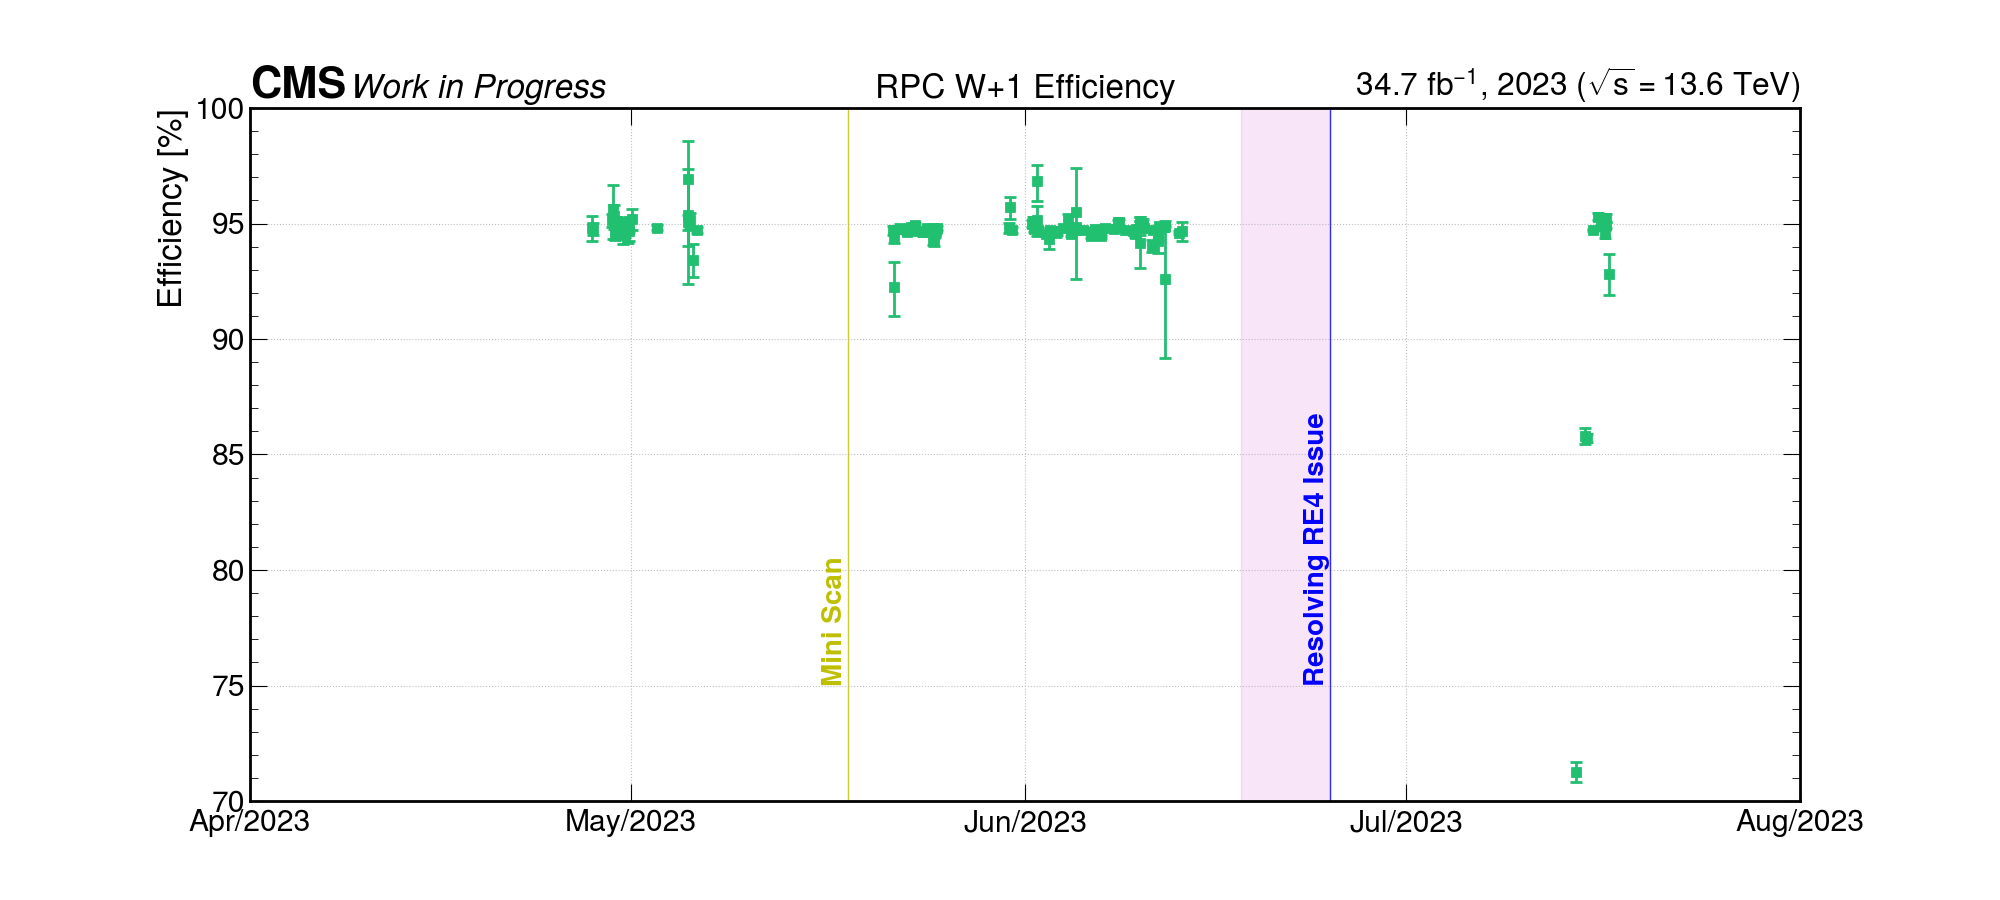 CMS Work in Progress RPC W+1 Efficiency 34.7 fb⁻¹, 2023 (√s = 13.6 TeV)
Efficiency [%]
100
95
90
85
80
75
70
Mini Scan
Resolving RE4 Issue
Apr/2023 May/2023 Jun/2023 Jul/2023 Aug/2023